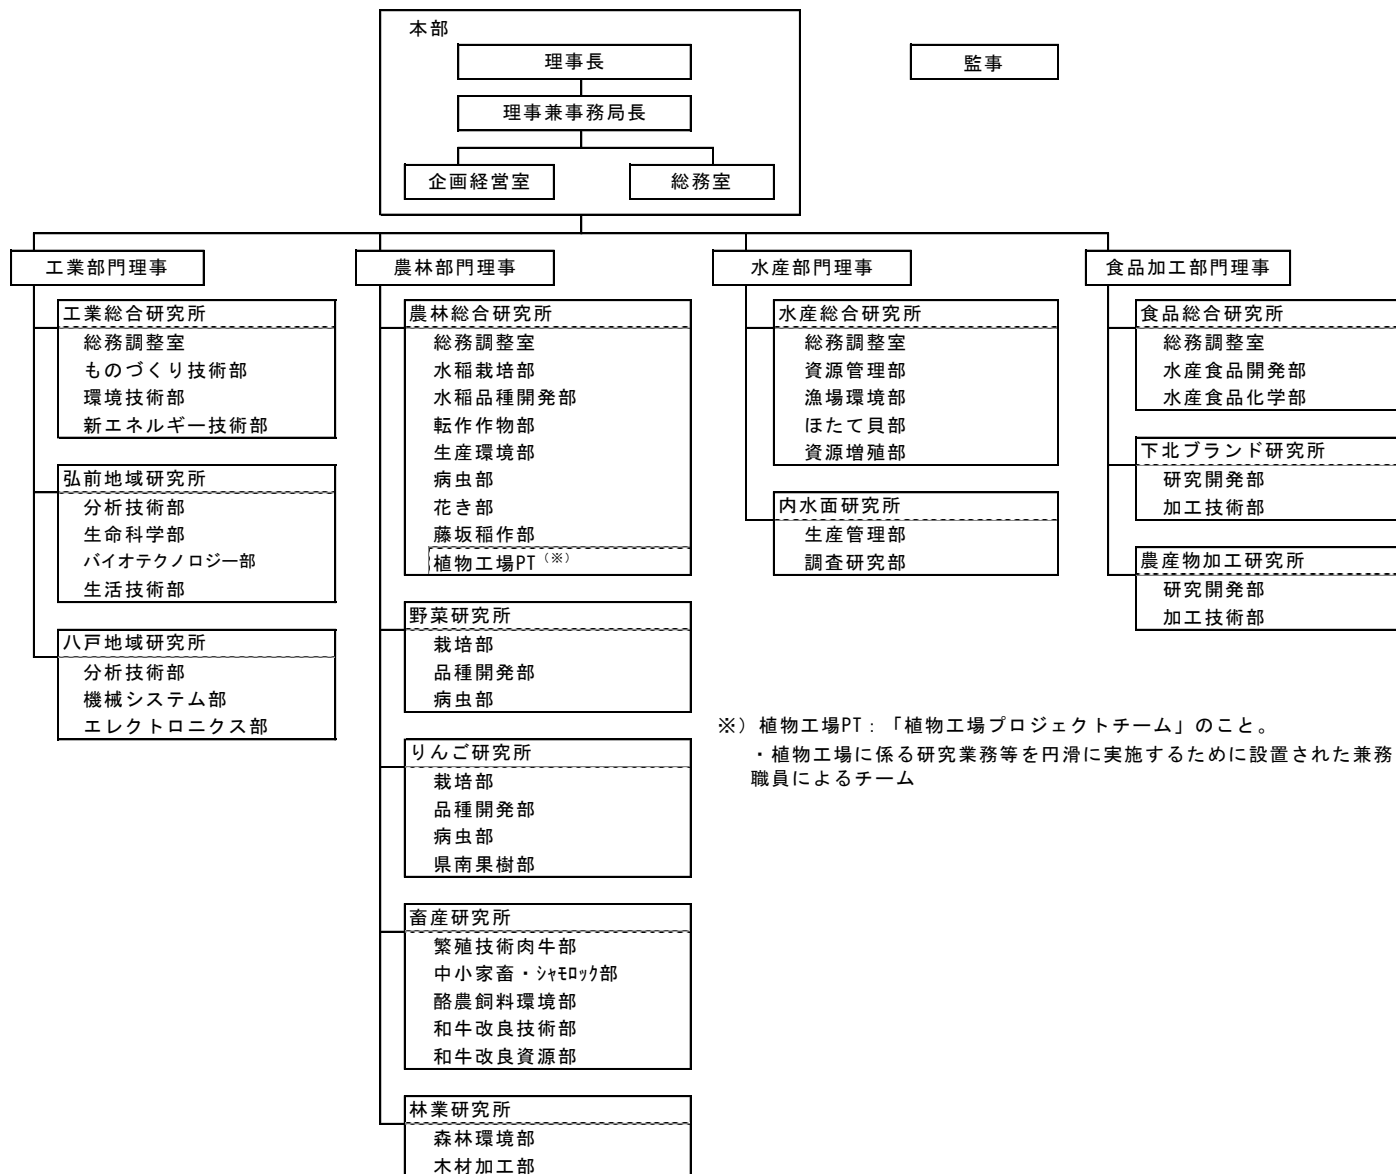 本部
理事長
監事
理事兼事務局長
企画経営室
総務室
工業部門理事
工業総合研究所
総務調整室
ものづくり技術部
環境技術部
新エネルギー技術部
弘前地域研究所
分析技術部
生命科学部
バイオテクノロジー部
生活技術部
八戸地域研究所
分析技術部
機械システム部
エレクトロニクス部
農林部門理事
農林総合研究所
総務調整室
水稲栽培部
水稲品種開発部
転作作物部
生産環境部
病虫部
花き部
藤坂稲作部
植物工場PT（※）
野菜研究所
栽培部
品種開発部
病虫部
りんご研究所
栽培部
品種開発部
病虫部
県南果樹部
畜産研究所
繁殖技術肉牛部
中小家畜・ｼｬﾓﾛｯｸ部
酪農飼料環境部
和牛改良技術部
和牛改良資源部
林業研究所
森林環境部
木材加工部
水産部門理事
水産総合研究所
総務調整室
資源管理部
漁場環境部
ほたて貝部
資源増殖部
内水面研究所
生産管理部
調査研究部
食品加工部門理事
食品総合研究所
総務調整室
水産食品開発部
水産食品化学部
下北ブランド研究所
研究開発部
加工技術部
農産物加工研究所
研究開発部
加工技術部
※）植物工場PT：「植物工場プロジェクトチーム」のこと。
・植物工場に係る研究業務等を円滑に実施するために設置された兼務
職員によるチーム